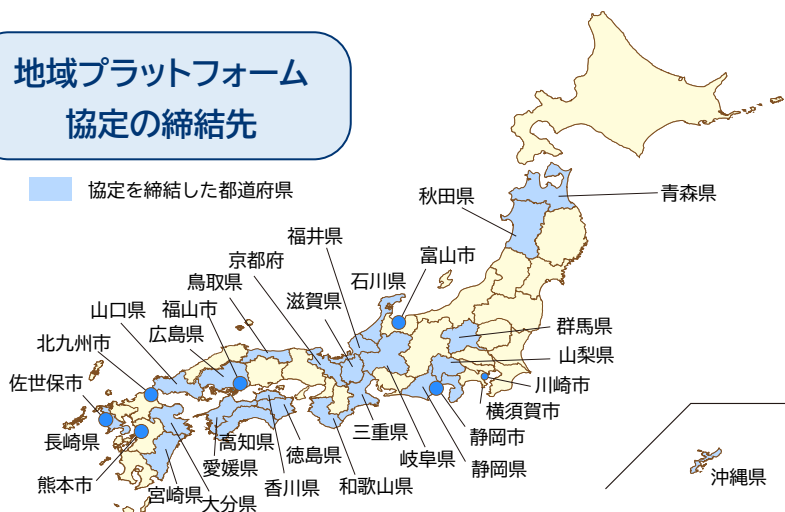 地域プラットフォーム
協定の締結先
協定を締結した都道府県
青森県
秋田県
福井県
富山市
京都府
石川県
鳥取県
滋賀県
山口県
福山市
群馬県
広島県
北九州市
山梨県
佐世保市
川崎市
横須賀市
長崎県
高知県
三重県
静岡市
徳島県
岐阜県
愛媛県
静岡県
沖縄県
熊本市
香川県
和歌山県
宮崎県
大分県